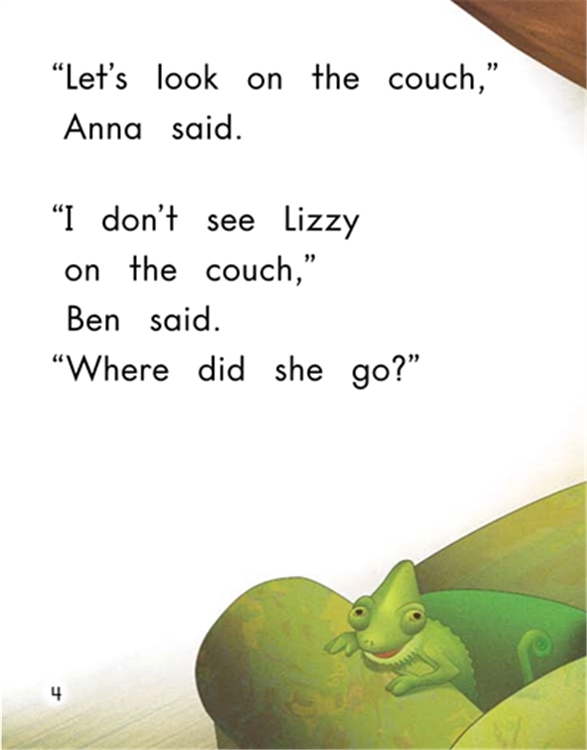 “Let’s look on the couch,”
Anna said.
“I don’t see Lizzy
on the couch,”
Ben said.
“Where did she go?”
4